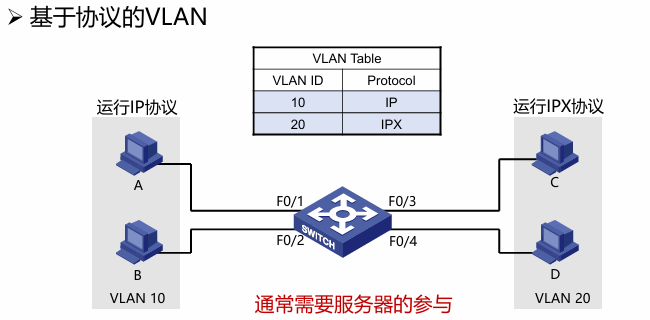 ➢ 基于协议的VLAN
VLAN Table
VLAN ID Protocol
10 IP
20 IPX
运行IP协议
运行IPX协议
A
C
F0/1
F0/3
F0/2
F0/4
SWITCH
B
D
VLAN 10
VLAN 20
通常需要服务器的参与